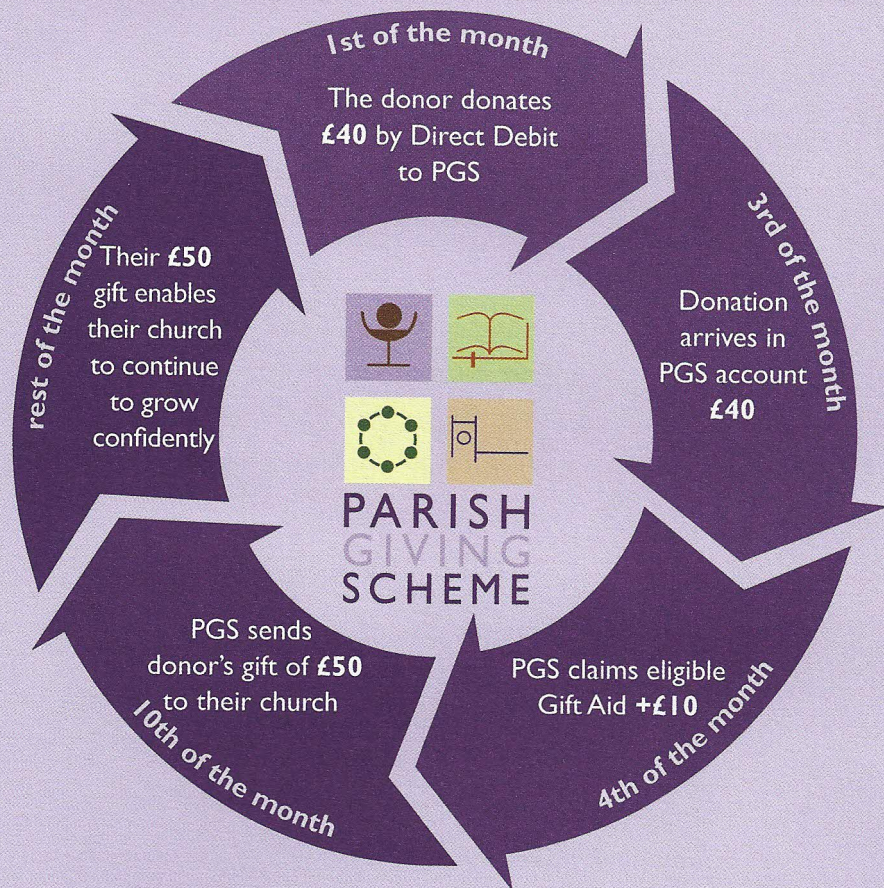 1st of the month
The donor donates
£40 by Direct Debit
to PGS
3rd of the month
Donation
arrives in
PGS account
£40
4th of the month
PGS claims eligible
Gift Aid +£10
10th of the month
PGS sends
donor's gift of £50
to their church
rest of the month
Their £50
gift enables
their church
to continue
to grow
confidently
PARISH
GIVING
SCHEME